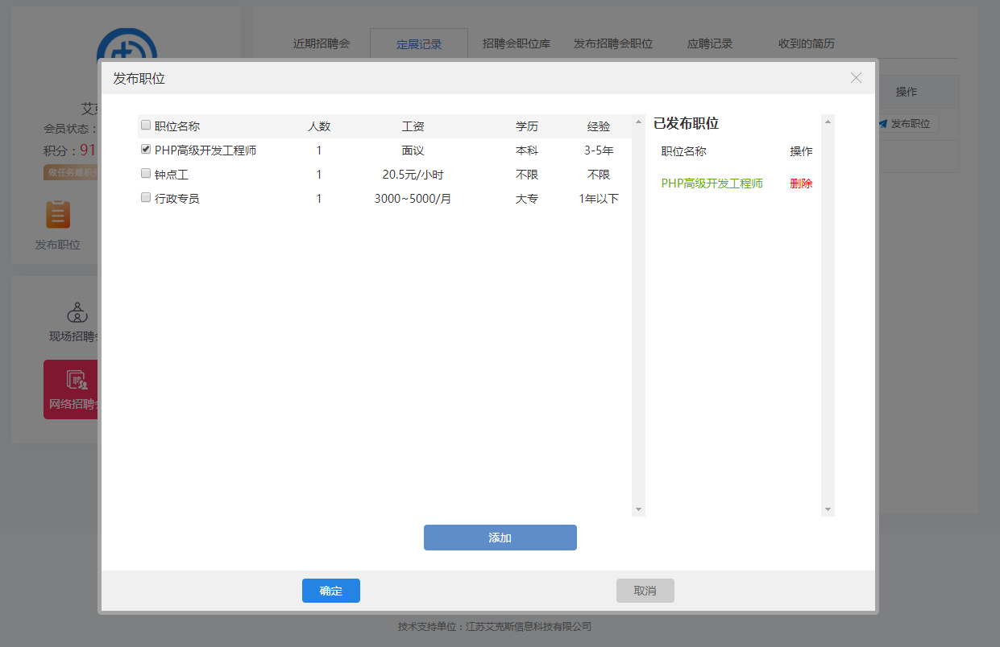 近期招聘会 定展记录 招聘会职位库 发布招聘会职位 应聘记录 收到的简历
发布职位
操作
发布职位
会员状态：
积分：91
做任务赚积分
发布职位
现场招聘会
网络招聘会
职位名称 人数 工资 学历 经验
PHP高级开发工程师 1 面议 本科 3-5年
钟点工 1 20.5元/小时 不限 不限
行政专员 1 3000~5000/月 大专 1年以下
已发布职位
职位名称 操作
PHP高级开发工程师 删除
添加
确定 取消
技术支持单位：江苏艾克斯信息科技有限公司